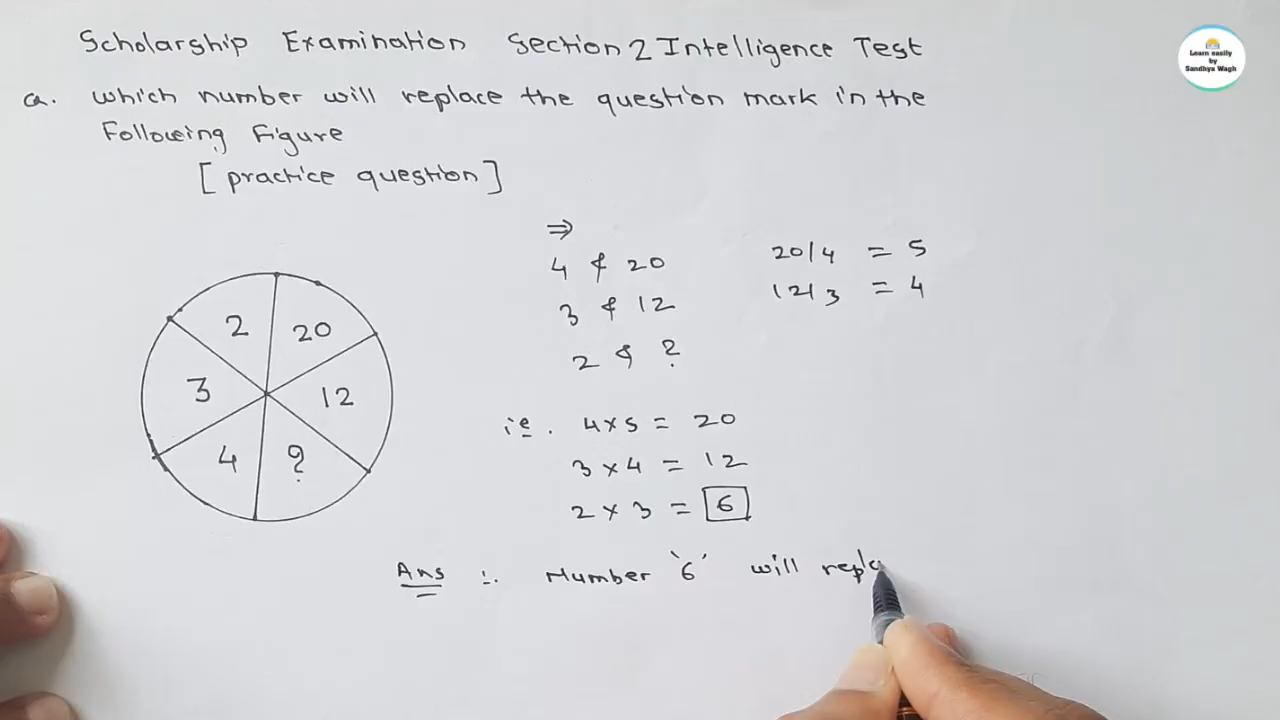 Scholarship Examination Section 2 Intelligence Test
Learn easily
by
Sandhya Wagh
Q. Which number will replace the question mark in the
Following Figure
[practice question]
⇒
4 & 20
3 & 12
2 & ?
20/4 = 5
12/3 = 4
2
20
3
12
4
?
ie. 4×5 = 20
3×4 = 12
2×3 = 6
Ans ∴ Number '6' will repla